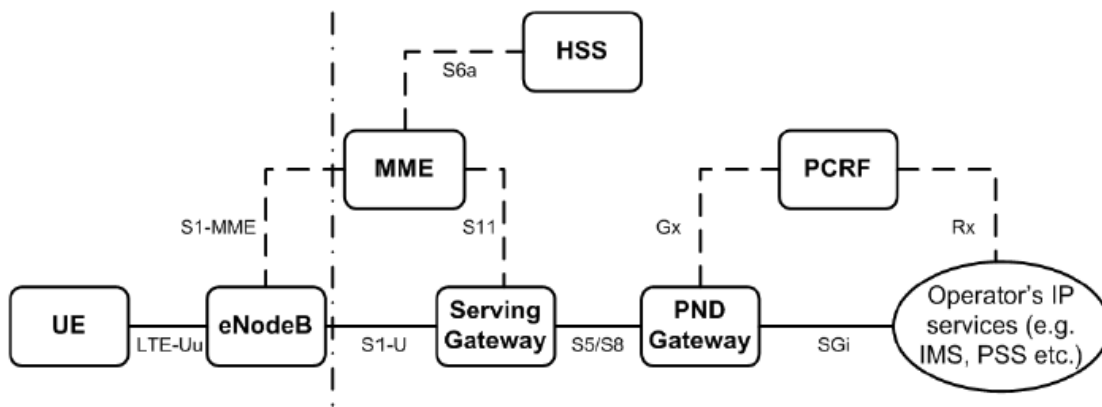 HSS
S6a
MME
PCRF
S1-MME
S11
Gx
Rx
UE
eNodeB
Serving
Gateway
PND
Gateway
Operator's IP
services (e.g.
IMS, PSS etc.)
LTE-Uu
S1-U
S5/S8
SGi